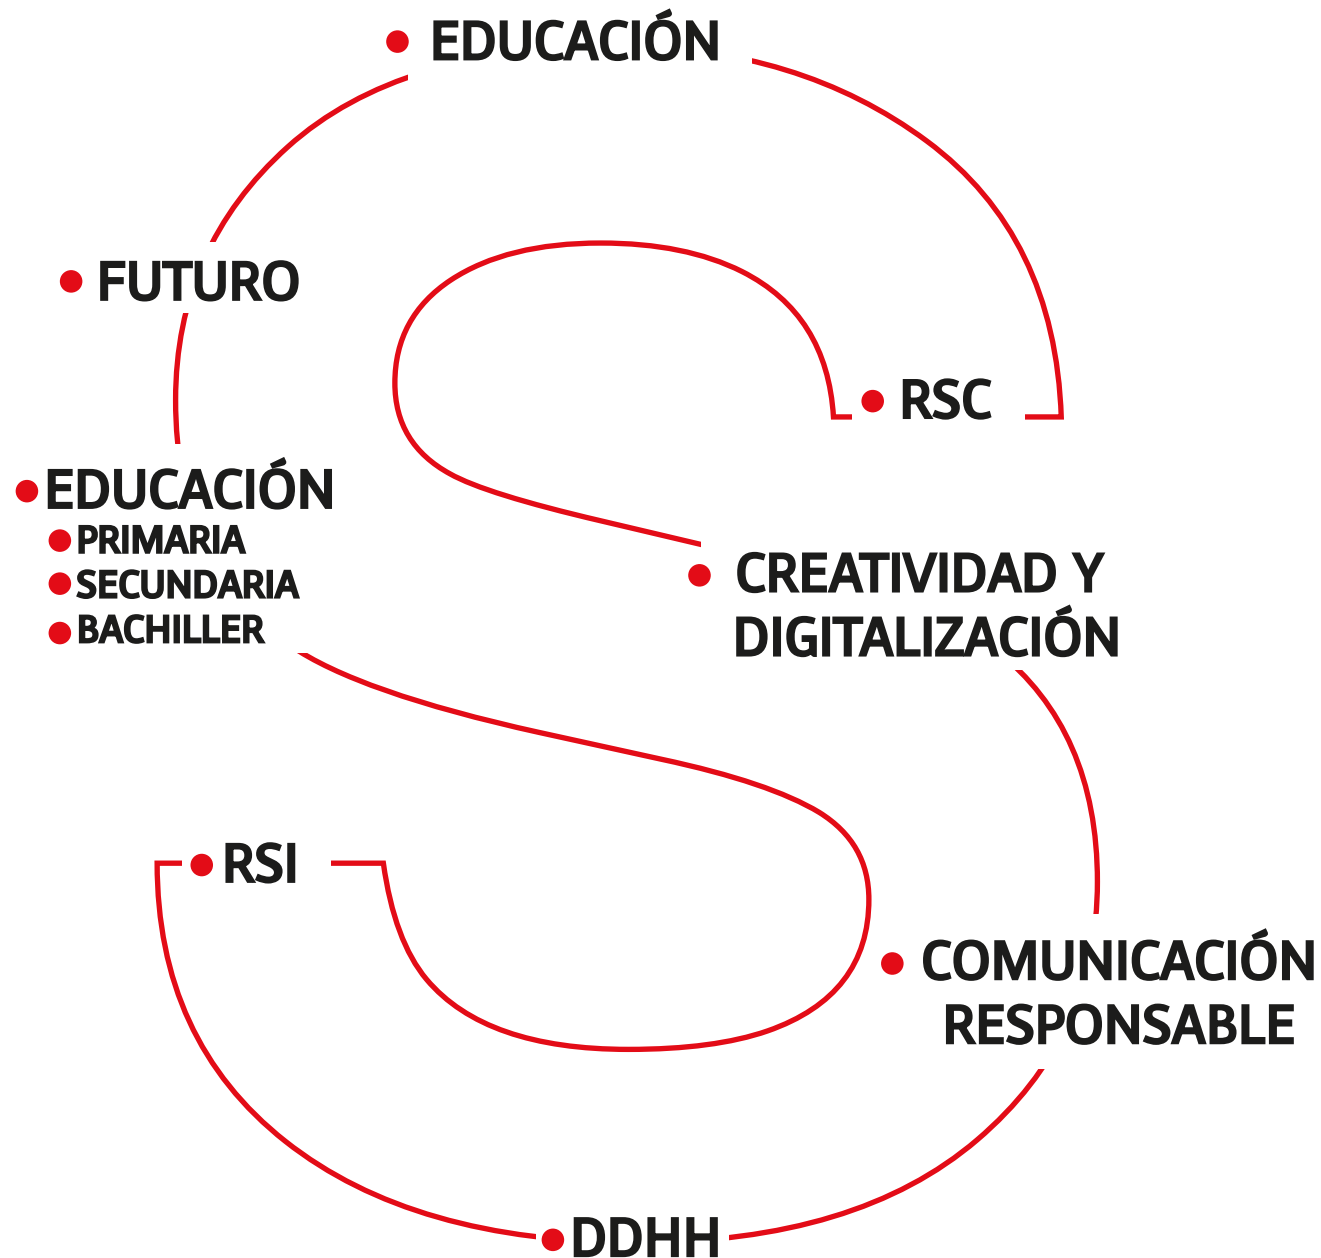 EDUCACIÓN
FUTURO
RSC
EDUCACIÓN
PRIMARIA
SECUNDARIA
BACHILLER
CREATIVIDAD Y
DIGITALIZACIÓN
RSI
COMUNICACIÓN
RESPONSABLE
DDHH